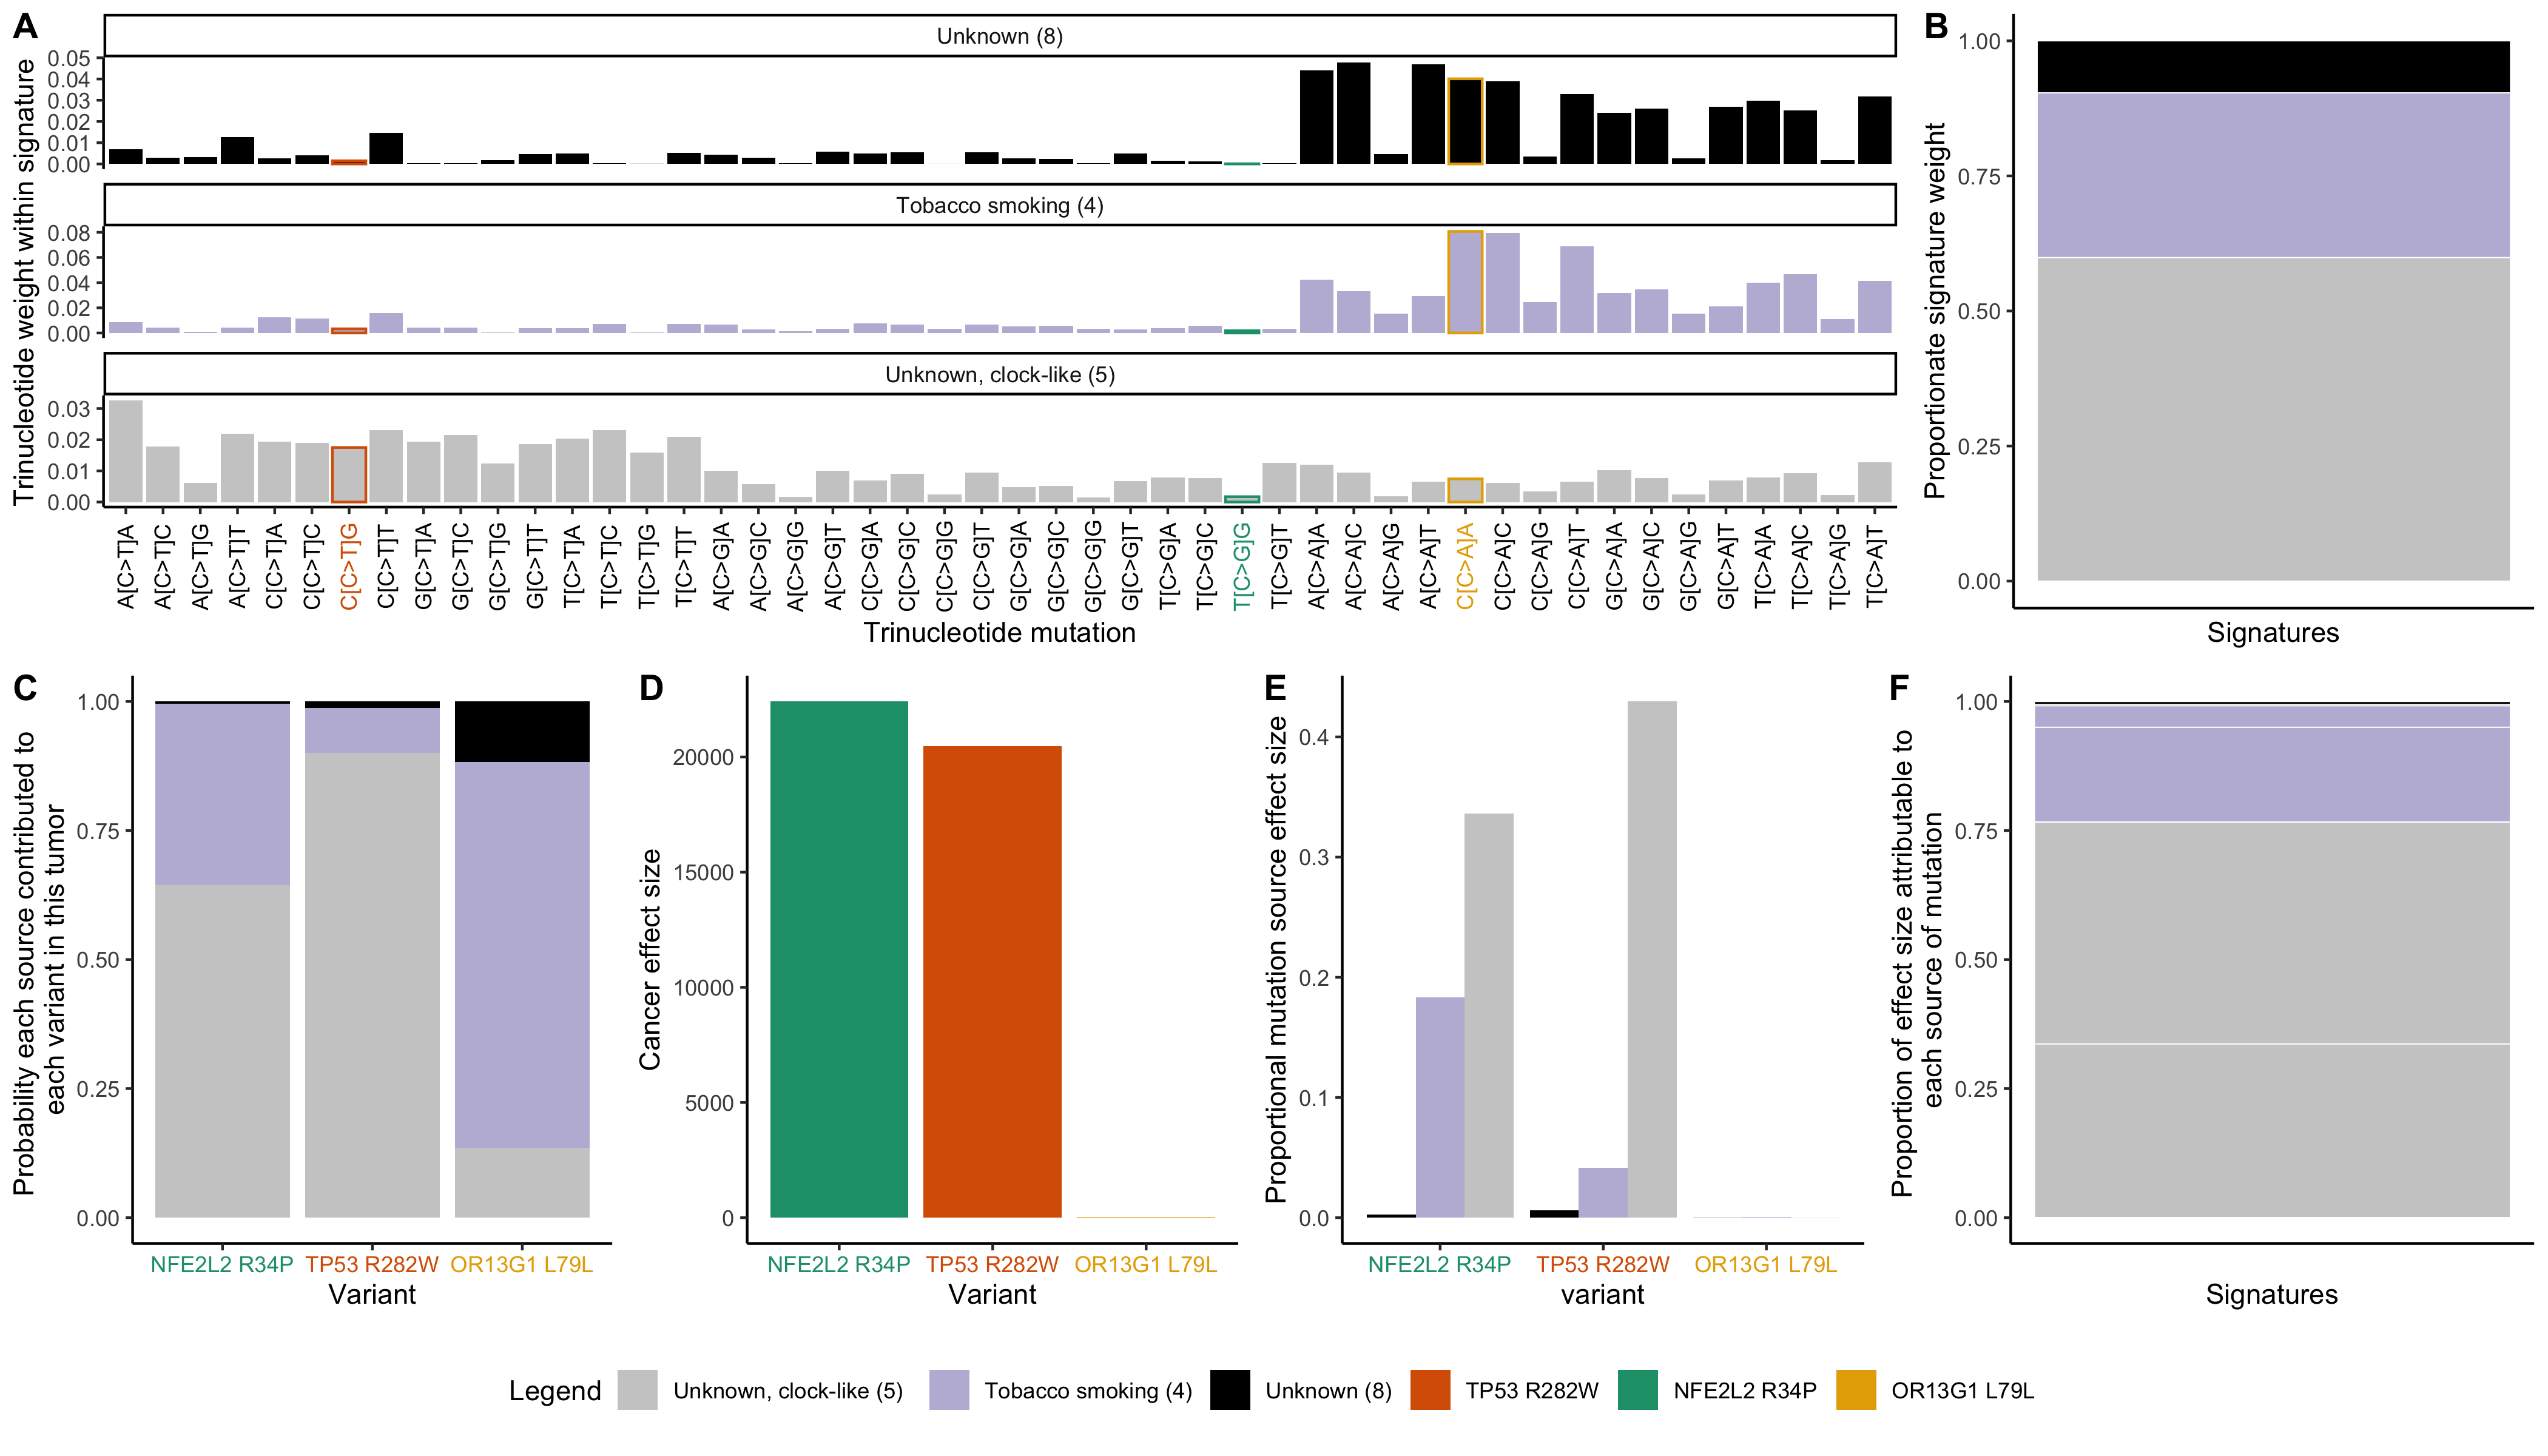 A
Unknown (8)
0.05
0.04
0.03
0.02
0.01
0.00
Tobacco smoking (4)
0.08
0.06
0.04
0.02
0.00
Unknown, clock-like (5)
0.03
0.02
0.01
0.00
Trinucleotide weight within signature
A[C>T]A
A[C>T]C
A[C>T]G
A[C>T]T
C[C>T]A
C[C>T]C
C[C>T]G
C[C>T]T
G[C>T]A
G[C>T]C
G[C>T]G
G[C>T]T
T[C>T]A
T[C>T]C
T[C>T]G
T[C>T]T
A[C>G]A
A[C>G]C
A[C>G]G
A[C>G]T
C[C>G]A
C[C>G]C
C[C>G]G
C[C>G]T
G[C>G]A
G[C>G]C
G[C>G]G
G[C>G]T
T[C>G]A
T[C>G]C
T[C>G]G
T[C>G]T
A[C>A]A
A[C>A]C
A[C>A]G
A[C>A]T
C[C>A]A
C[C>A]C
C[C>A]G
C[C>A]T
G[C>A]A
G[C>A]C
G[C>A]G
G[C>A]T
T[C>A]A
T[C>A]C
T[C>A]G
T[C>A]T
Trinucleotide mutation
B
Proportionate signature weight
1.00
0.75
0.50
0.25
0.00
Signatures
C
Probability each source contributed to
each variant in this tumor
1.00
0.75
0.50
0.25
0.00
NFE2L2 R34P
TP53 R282W
OR13G1 L79L
Variant
D
Cancer effect size
20000
15000
10000
5000
0
NFE2L2 R34P
TP53 R282W
OR13G1 L79L
Variant
E
Proportional mutation source effect size
0.4
0.3
0.2
0.1
0.0
NFE2L2 R34P
TP53 R282W
OR13G1 L79L
variant
F
Proportion of effect size attributable to
each source of mutation
1.00
0.75
0.50
0.25
0.00
Signatures
Legend
Unknown, clock-like (5)
Tobacco smoking (4)
Unknown (8)
TP53 R282W
NFE2L2 R34P
OR13G1 L79L